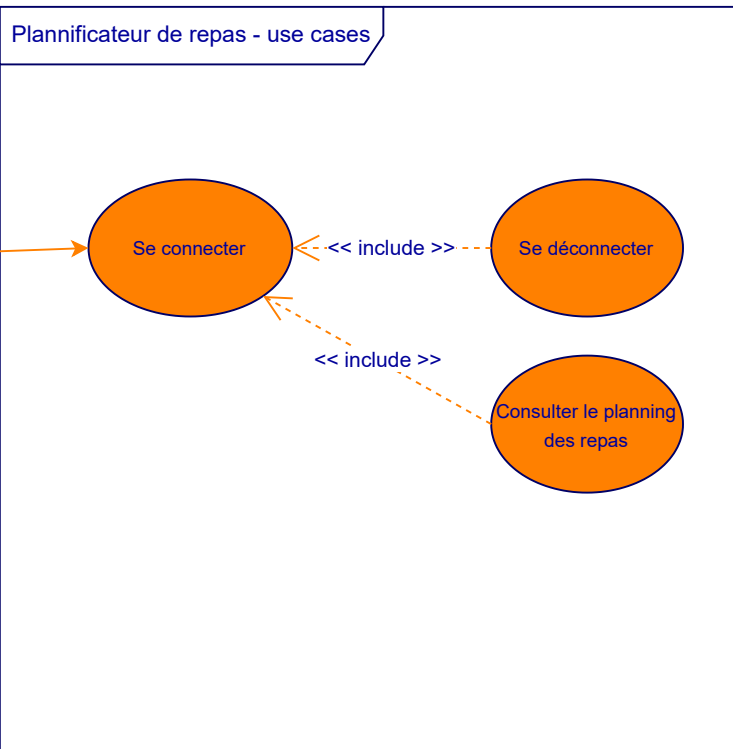 Plannificateur de repas - use cases
Se connecter
<< include >>
Se déconnecter
<< include >>
Consulter le planning
des repas